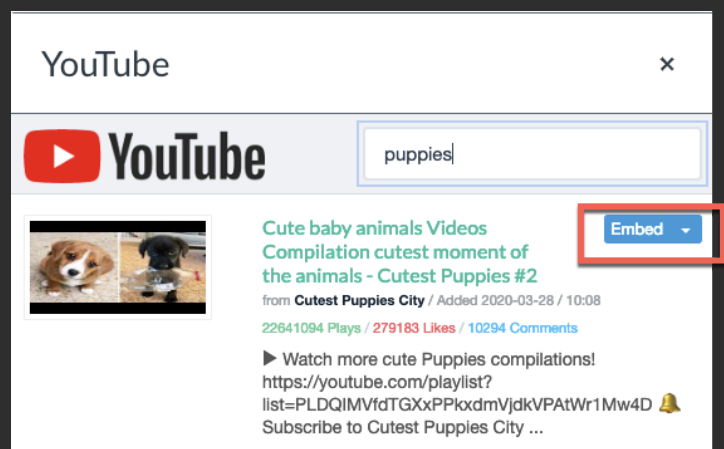 YouTube ×
YouTube
puppies
Cute baby animals Videos
Compilation cutest moment of
the animals - Cutest Puppies #2
Embed
from Cutest Puppies City / Added 2020-03-28 / 10:08
22641094 Plays / 279183 Likes / 10294 Comments
▶ Watch more cute Puppies compilations!
https://youtube.com/playlist?
list=PLDQIMVfdTGXxPPkxdmVjdkVPAtWr1Mw4D 🔔
Subscribe to Cutest Puppies City ...